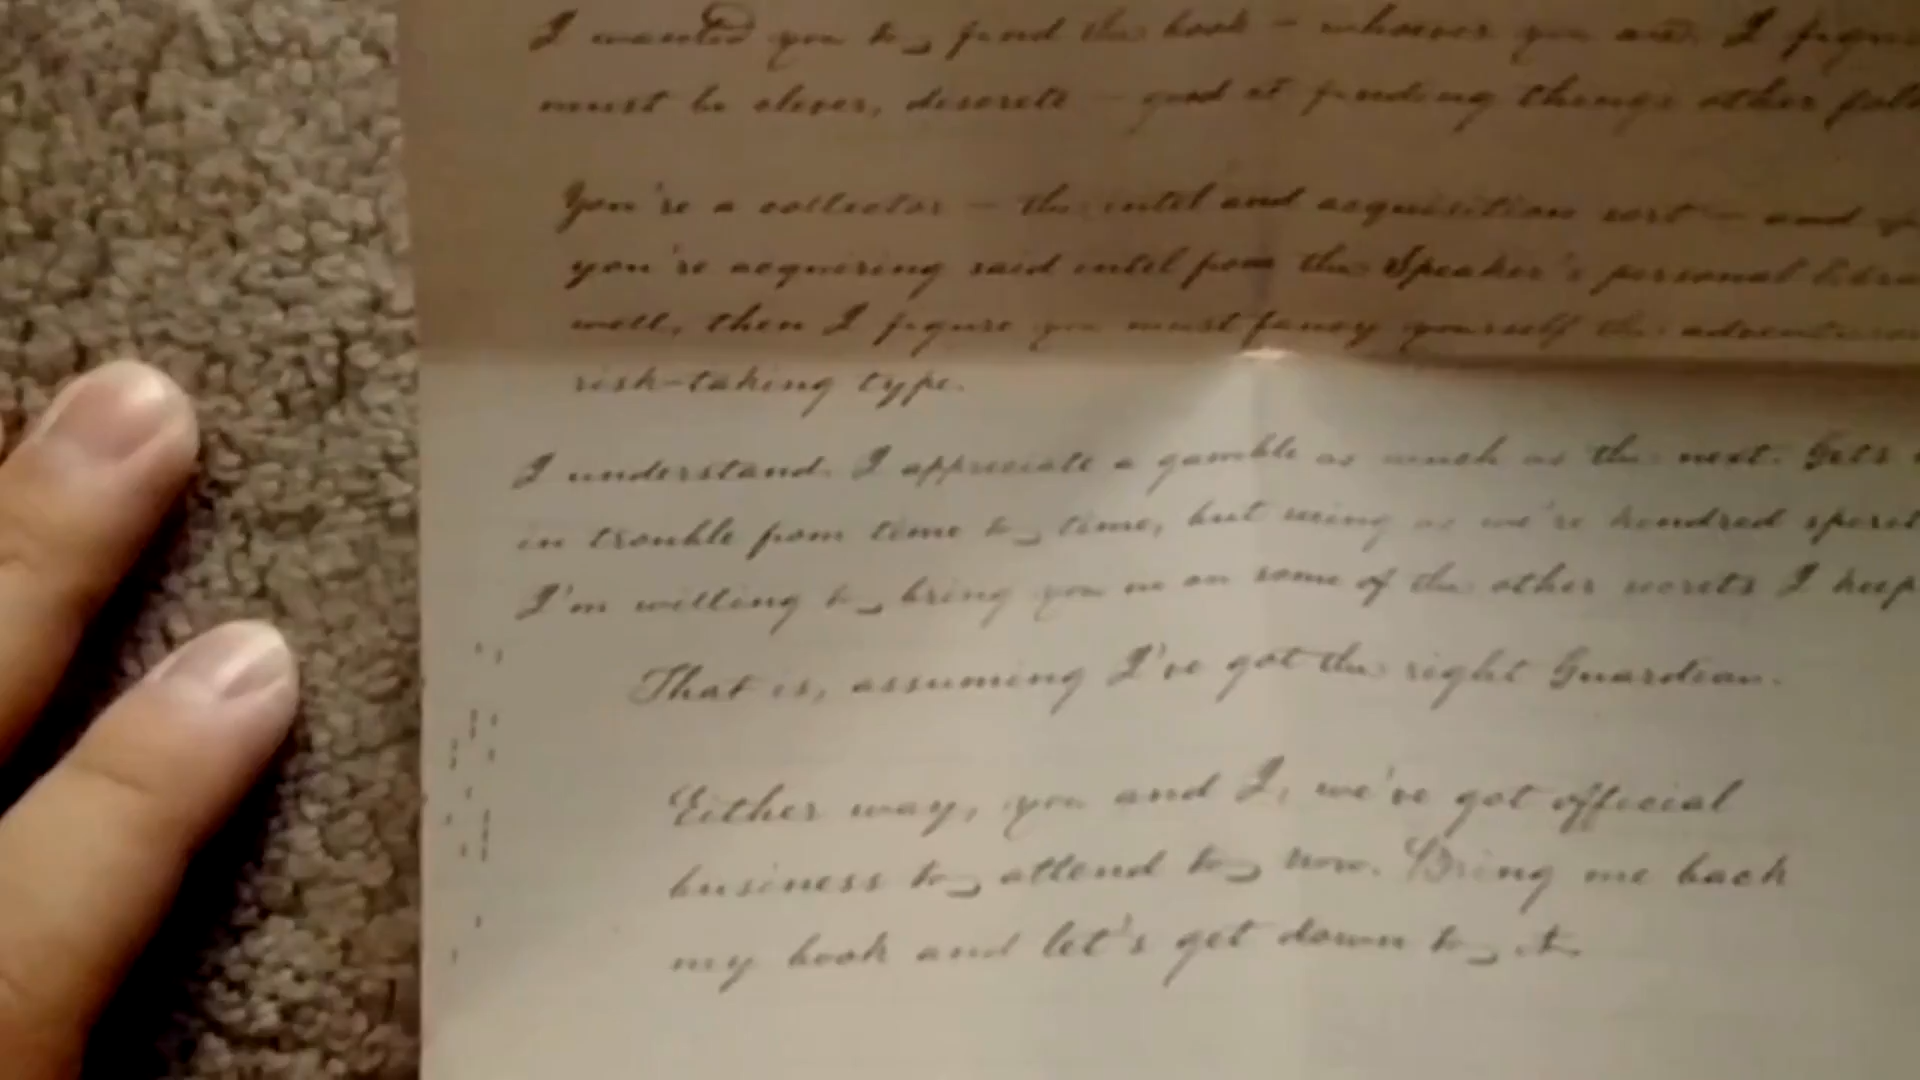 I wanted you to find the book - whoever you are. I figure
must be clever, discrete - good at finding things other
You're a collector - the intel and acquisition sort - and
you're acquiring said intel from the Speaker's personal
well, then I figure you must fancy yourself the
risk-taking type.
I understand. I appreciate a gamble as much as the next. Gets
in trouble from time to time, but seeing as we're kindred
I'm willing to bring you in on some of the other secrets I keep
That is, assuming I've got the right Guardian.
Either way, you and I, we've got official
business to attend to now. Bring me back
my book and let's get down to it.